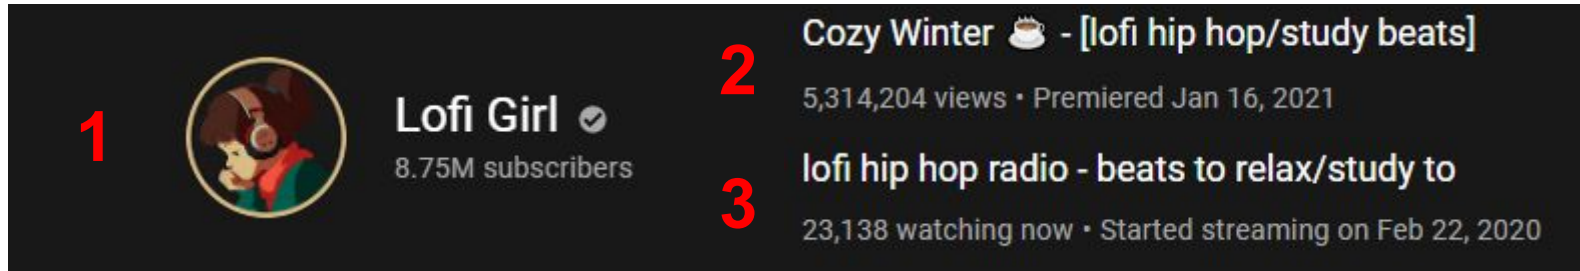 1
Lofi Girl
8.75M subscribers
2
Cozy Winter ☕ - [lofi hip hop/study beats]
5,314,204 views • Premiered Jan 16, 2021
3
lofi hip hop radio - beats to relax/study to
23,138 watching now • Started streaming on Feb 22, 2020